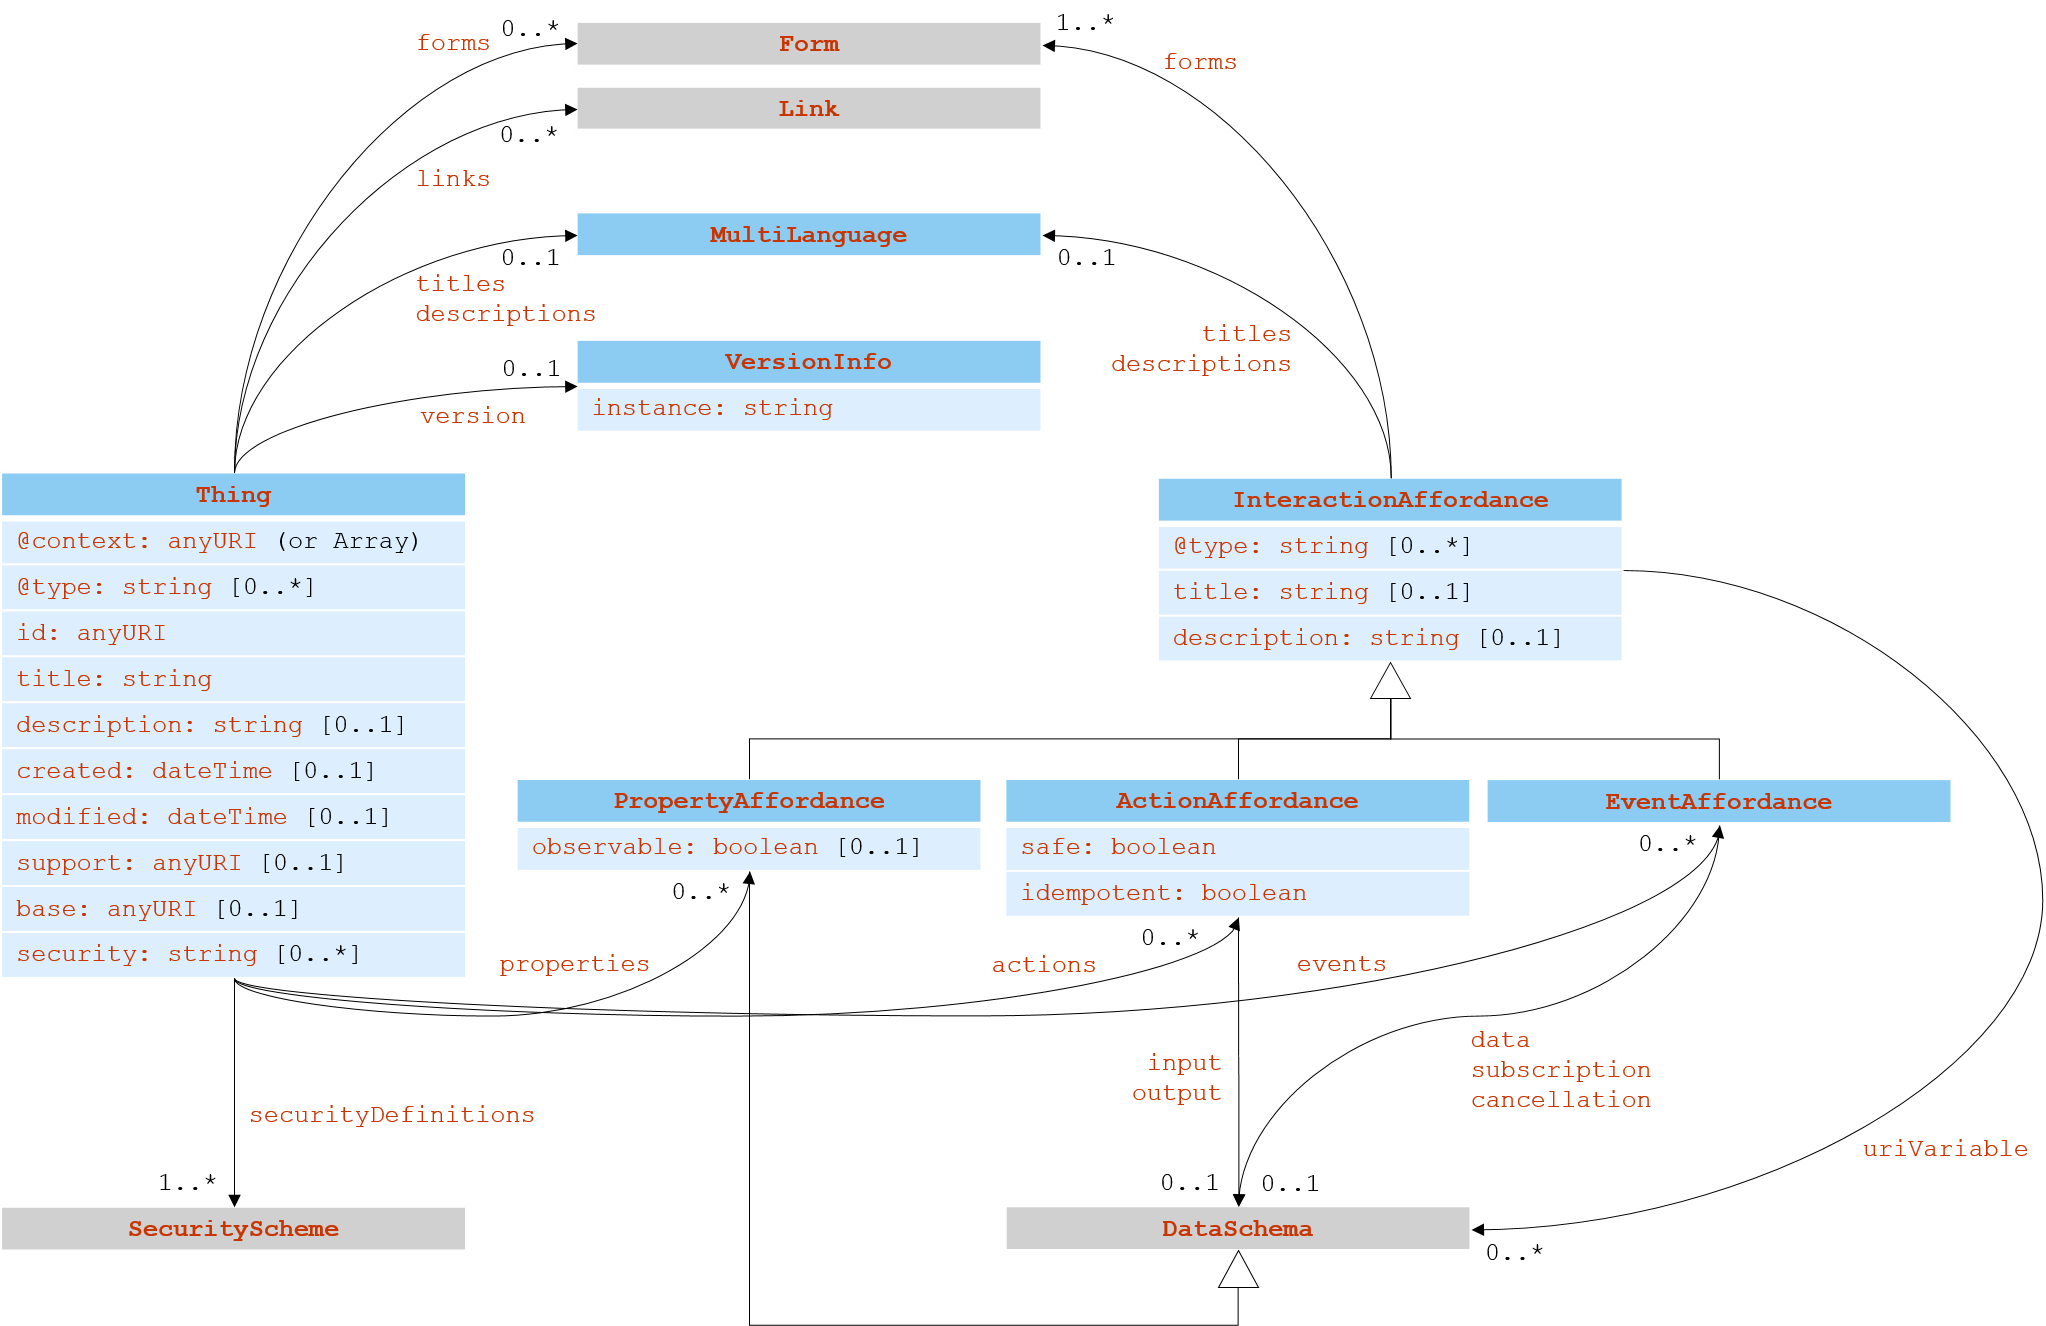 0..*
forms
Form
1..*
forms
Link
0..*
links
MultiLanguage
0..1
titles
descriptions
0..1
titles
descriptions
VersionInfo
0..1
instance: string
version
Thing
@context: anyURI (or Array)
@type: string [0..*]
id: anyURI
title: string
description: string [0..1]
created: dateTime [0..1]
modified: dateTime [0..1]
support: anyURI [0..1]
base: anyURI [0..1]
security: string [0..*]
InteractionAffordance
@type: string [0..*]
title: string [0..1]
description: string [0..1]
PropertyAffordance
observable: boolean [0..1]
0..*
properties
ActionAffordance
safe: boolean
idempotent: boolean
0..*
actions
EventAffordance
0..*
events
input
output
data
subscription
cancellation
uriVariable
securityDefinitions
1..*
SecurityScheme
0..1
0..1
DataSchema
0..*